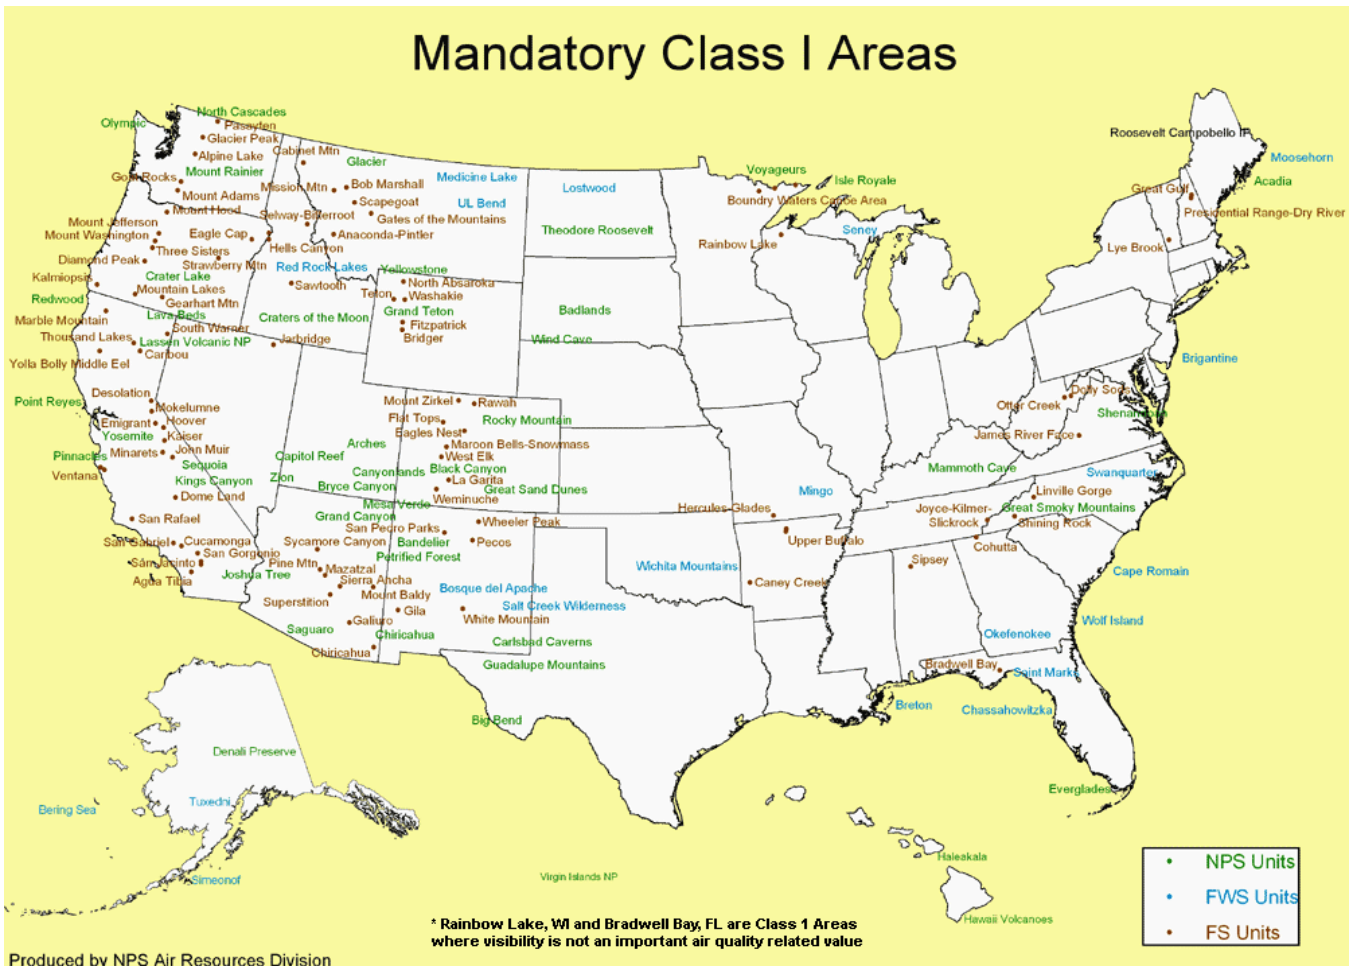 Mandatory Class I Areas
North Cascades
Olympic
Pasayten
Glacier Peak
Alpine Lake
Cabinet Mtn
Glacier
Goat Rocks
Mount Rainier
Mount Adams
Mission Mtn
Bob Marshall
Medicine Lake
Lostwood
Scapegoat
UL Bend
Mount Hood
Selway-Bitterroot
Gates of the Mountains
Mount Jefferson
Mount Washington
Eagle Cap
Anaconda-Pintler
Theodore Roosevelt
Three Sisters
Hells Canyon
Diamond Peak
Strawberry Mtn
Red Rock Lakes
Yellowstone
Kalmiopsis
Crater Lake
Sawtooth
North Absaroka
Mountain Lakes
Teton
Washakie
Redwood
Gearhart Mtn
Grand Teton
Badlands
Lava Beds
Craters of the Moon
Fitzpatrick
Marble Mountain
South Warner
Bridger
Wind Cave
Thousand Lakes
Lassen Volcanic NP
Jarbridge
Caribou
Yolla Bolly Middle Eel
Desolation
Point Reyes
Mokelumne
Mount Zirkel
Rawah
Emigrant
Hoover
Flat Tops
Rocky Mountain
Yosemite
Kaiser
Eagles Nest
Arches
Maroon Bells-Snowmass
Pinnacles
Minarets
John Muir
Capitol Reef
West Elk
Ventana
Sequoia
Canyonlands
Black Canyon
Kings Canyon
Zion
Bryce Canyon
La Garita
Great Sand Dunes
Dome Land
Weminuche
Mesa Verde
San Rafael
Grand Canyon
Wheeler Peak
San Pedro Parks
San Gabriel
Cucamonga
Sycamore Canyon
Bandelier
Pecos
San Gorgonio
Petrified Forest
San Jacinto
Pine Mtn
Mazatzal
Agua Tibia
Joshua Tree
Sierra Ancha
Mount Baldy
Bosque del Apache
Superstition
Gila
Salt Creek Wilderness
Galiuro
White Mountain
Saguaro
Chiricahua
Carlsbad Caverns
Chiricahua
Guadalupe Mountains
Big Bend
Voyageurs
Isle Royale
Boundry Waters Canoe Area
Rainbow Lake
Seney
Roosevelt Campobello IP
Moosehorn
Acadia
Great Gulf
Presidential Range-Dry River
Lye Brook
Brigantine
Dolly Sods
Otter Creek
Shenandoah
James River Face
Mammoth Cave
Swanquarter
Mingo
Linville Gorge
Hercules-Glades
Joyce-Kilmer-
Slickrock
Great Smoky Mountains
Shining Rock
Upper Buffalo
Cohutta
Sipsey
Wichita Mountains
Caney Creek
Cape Romain
Wolf Island
Okefenokee
Bradwell Bay
Saint Marks
Breton
Chassahowitzka
Everglades
Denali Preserve
Bering Sea
Tuxedni
Simeonof
Virgin Islands NP
Haleakala
Hawaii Volcanoes
NPS Units
FWS Units
FS Units
* Rainbow Lake, WI and Bradwell Bay, FL are Class 1 Areas
where visibility is not an important air quality related value
Produced by NPS Air Resources Division